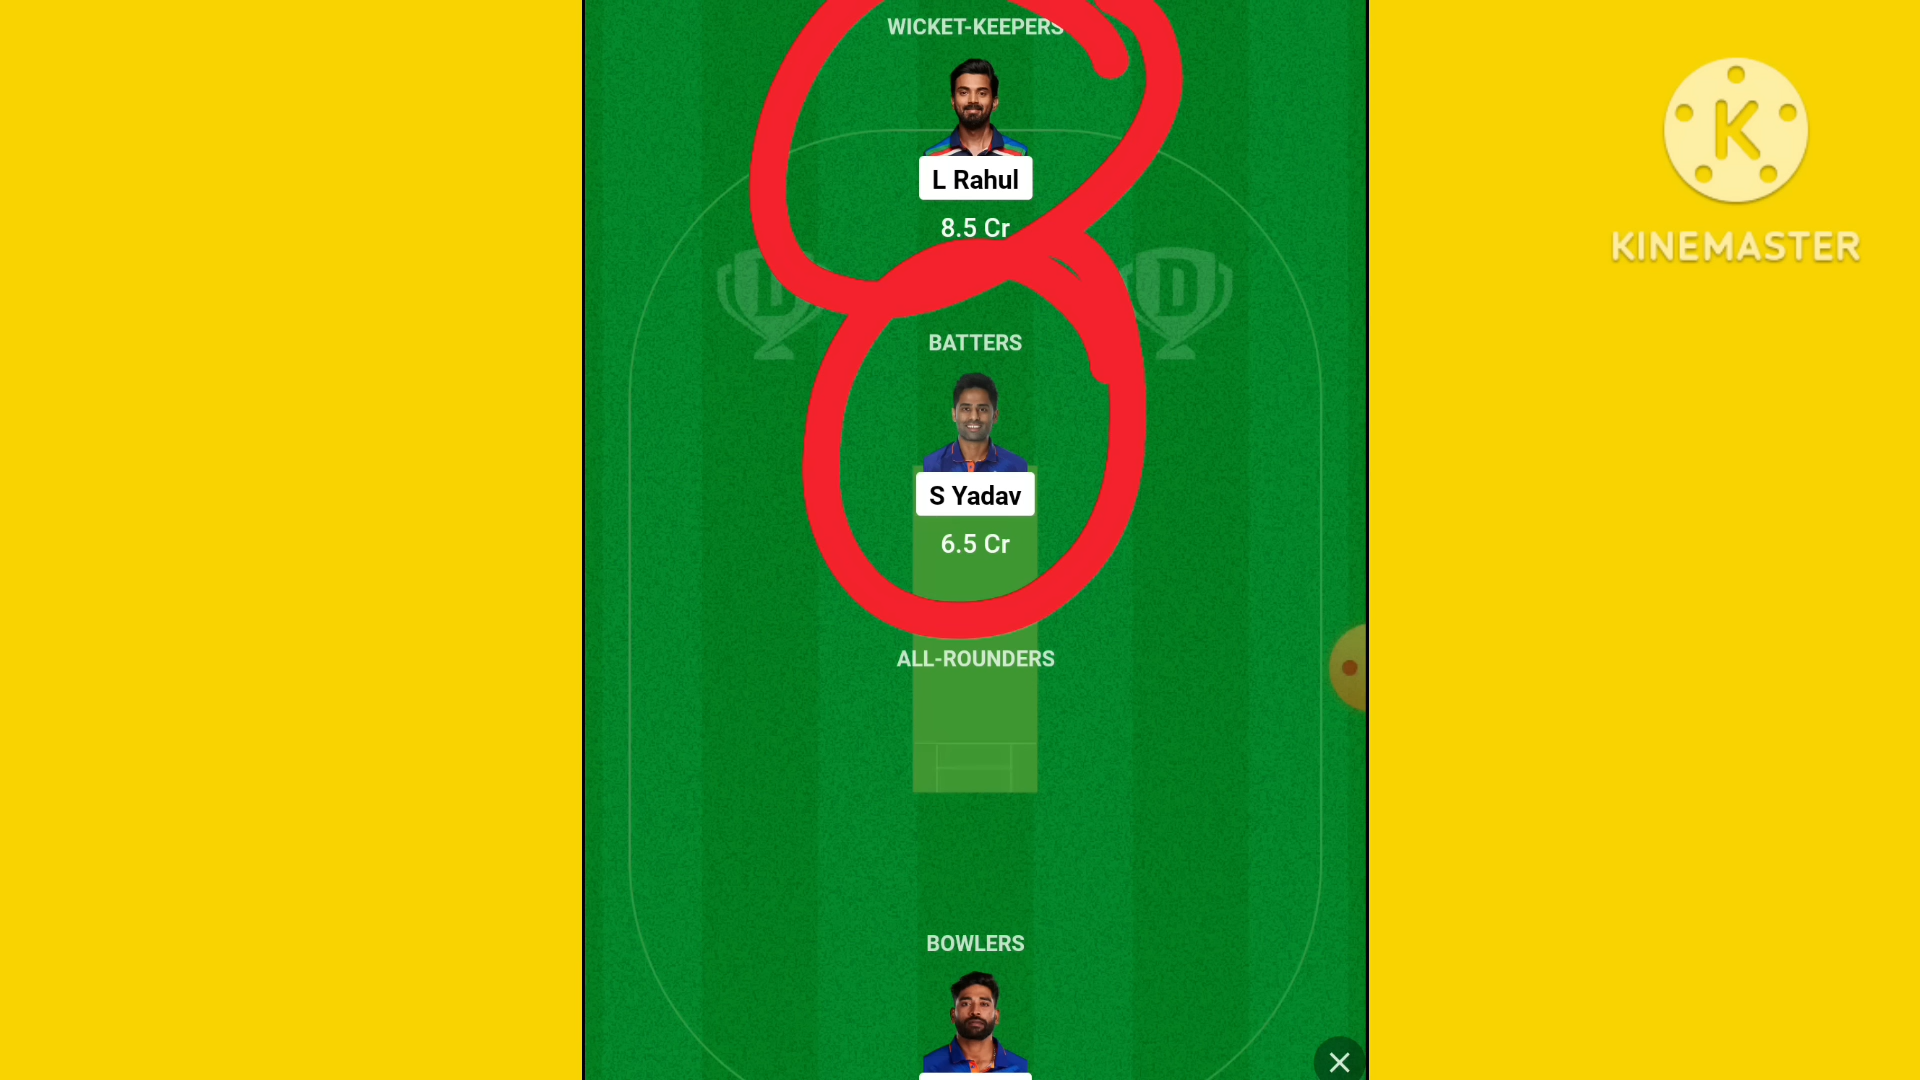 WICKET-KEEPERS
L Rahul
8.5 Cr
D
D
BATTERS
S Yadav
6.5 Cr
ALL-ROUNDERS
BOWLERS
K
KINEMASTER